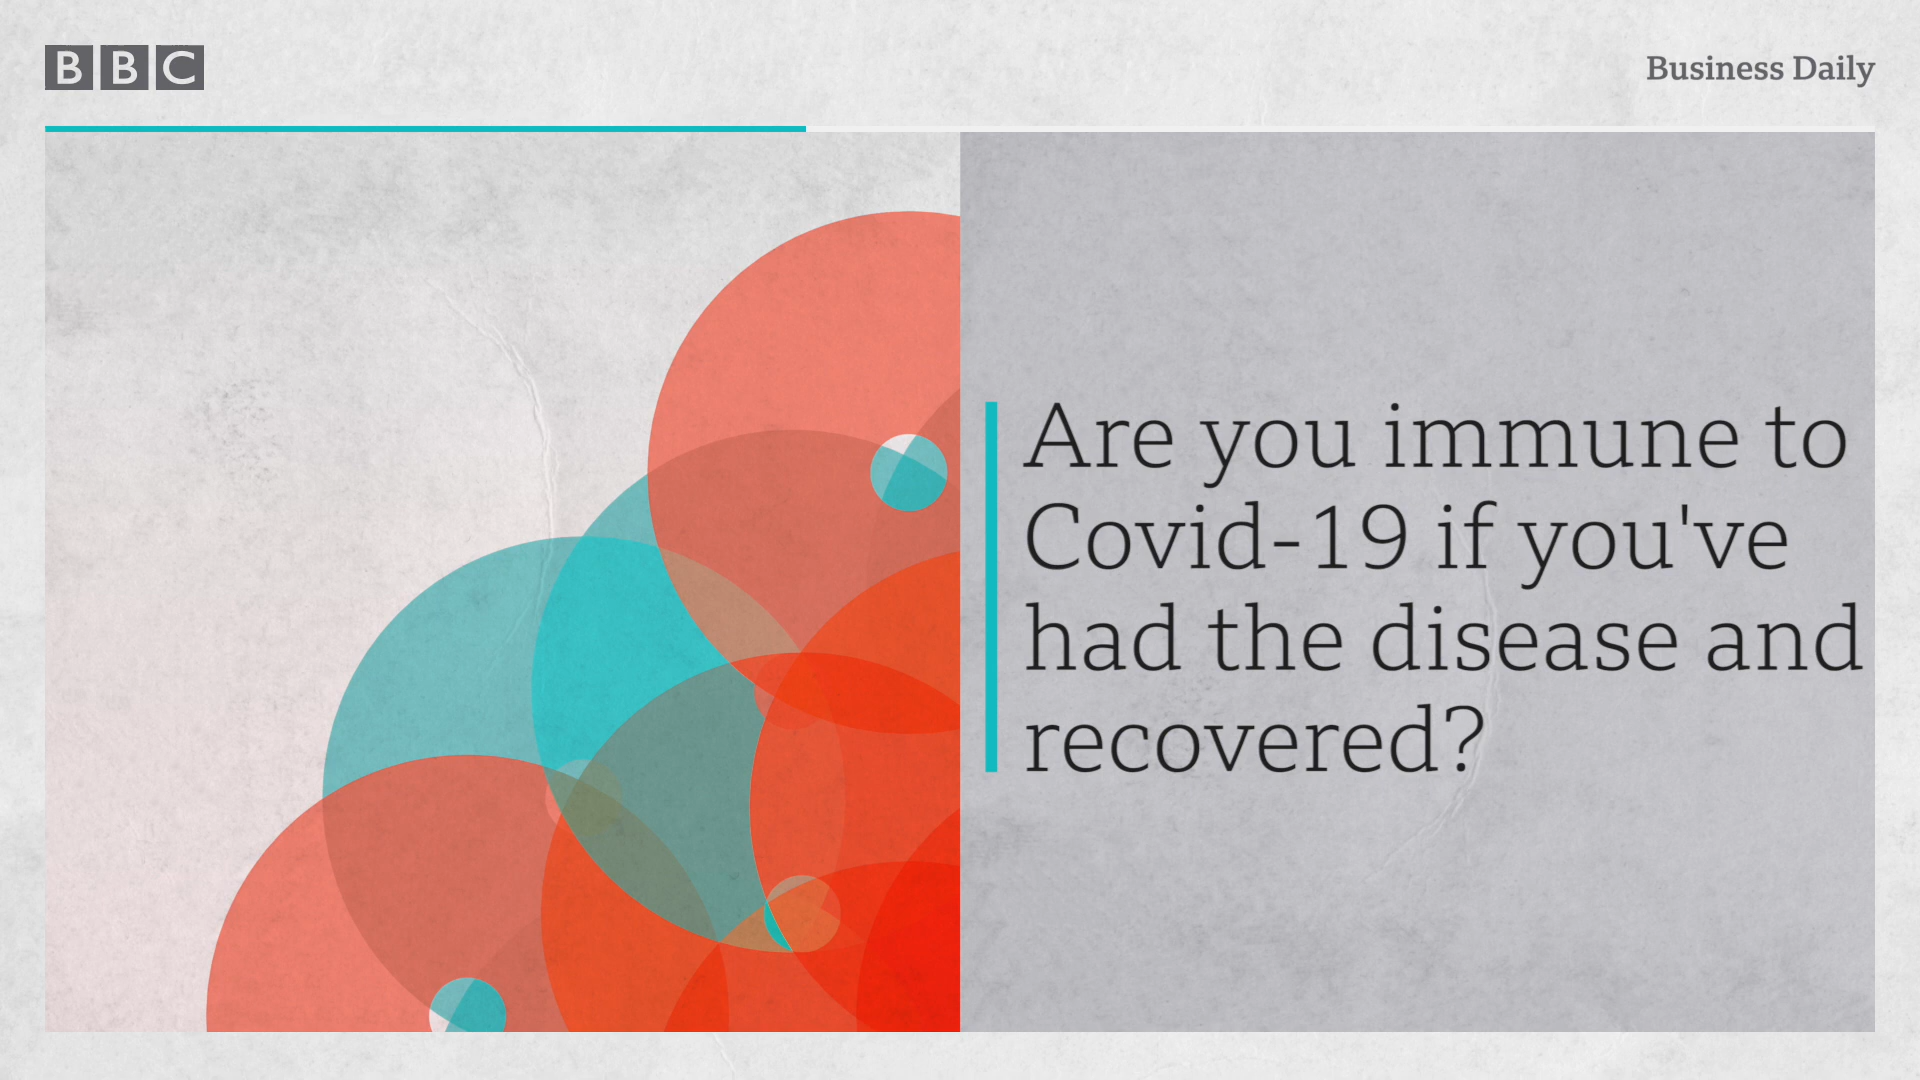 BBC
Business Daily
Are you immune to
Covid-19 if you've
had the disease and
recovered?